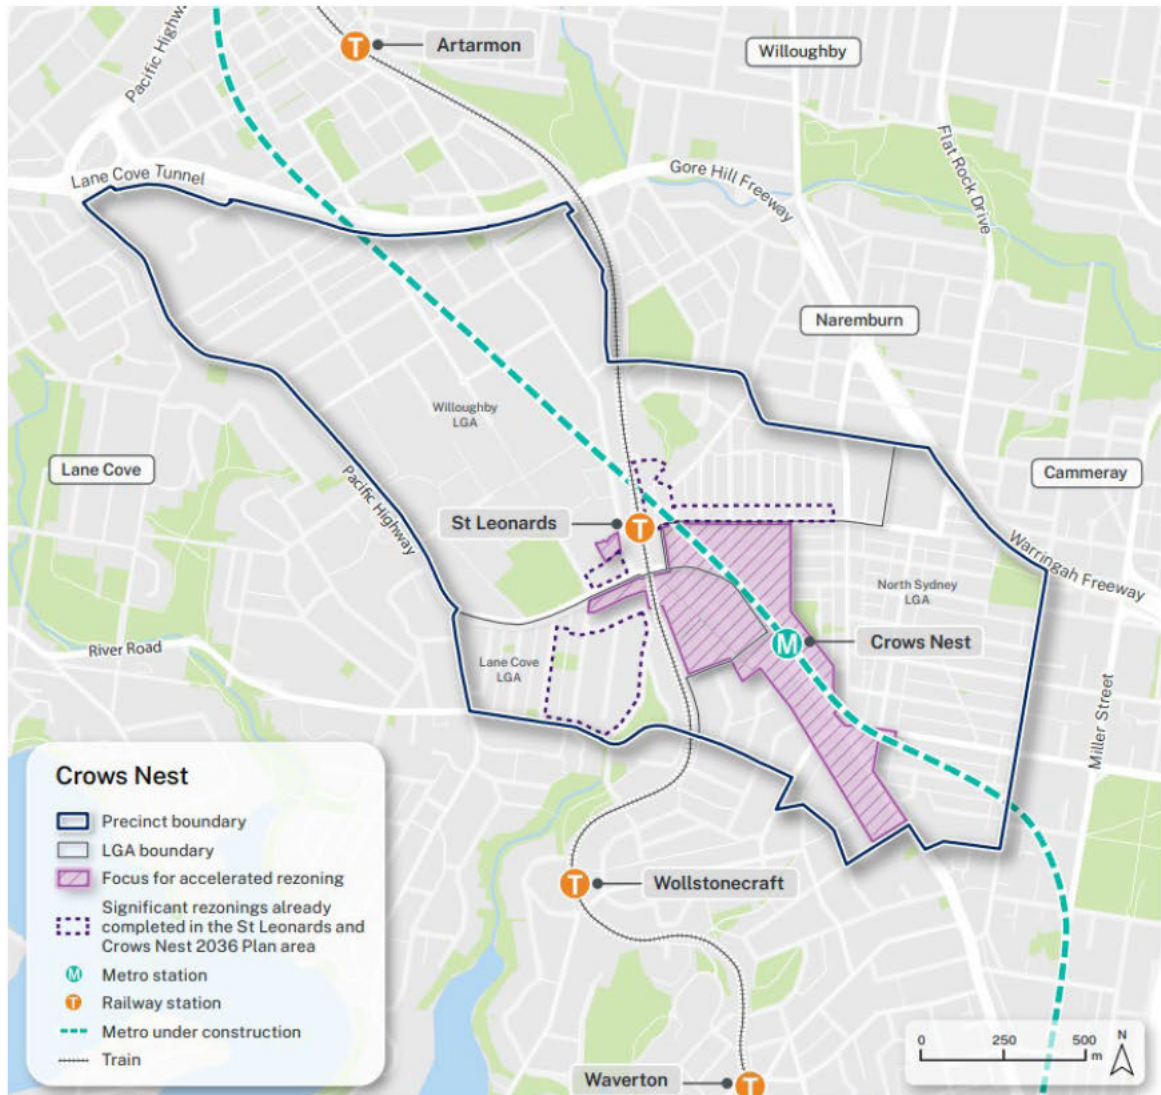 Artarmon
Willoughby
Pacific Highway
Lane Cove Tunnel
Gore Hill Freeway
Flat Rock Drive
Naremburn
Willoughby
LGA
Lane Cove
Cammeray
Pacific Highway
St Leonards
Warringah Freeway
North Sydney
LGA
Crows Nest
River Road
Lane Cove
LGA
Miller Street
Crows Nest
Precinct boundary
LGA boundary
Focus for accelerated rezoning
Significant rezonings already
completed in the St Leonards and
Crows Nest 2036 Plan area
M Metro station
T Railway station
Metro under construction
Train
Wollstonecraft
Waverton
0 250 500
m
N
T
T
M
T
T